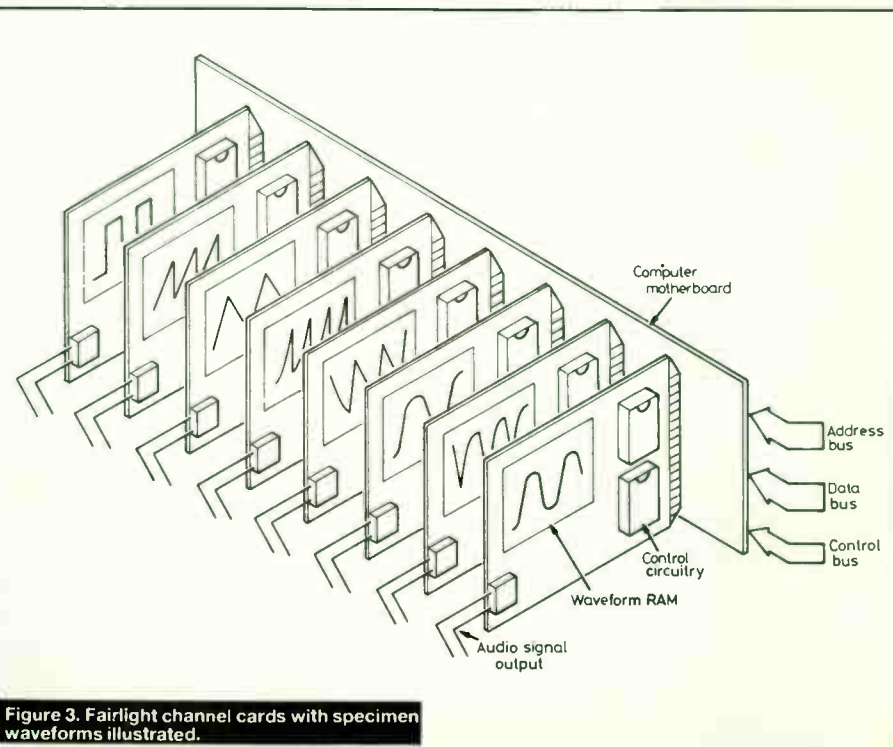 Computer
motherboard
Address
bus
Data
bus
Control
bus
Control
circuitry
Waveform RAM
Audio signal
output
Figure 3. Fairlight channel cards with specimen
waveforms illustrated.